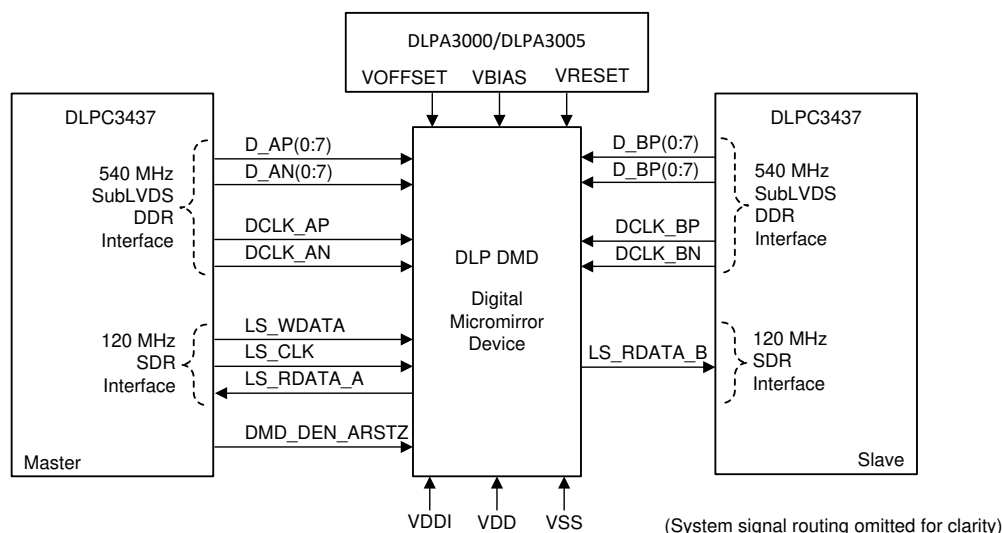 DLPA3000/DLPA3005
VOFFSET VBIAS VRESET
DLPC3437
D_AP(0:7)
D_AN(0:7)
540 MHz
SubLVDS
DDR
Interface
DCLK_AP
DCLK_AN
120 MHz
SDR
Interface
LS_WDATA
LS_CLK
LS_RDATA_A
DMD_DEN_ARSTZ
Master
DLP DMD
Digital
Micromirror
Device
VDDI VDD VSS
DLPC3437
D_BP(0:7)
D_BP(0:7)
540 MHz
SubLVDS
DDR
Interface
DCLK_BP
DCLK_BN
LS_RDATA_B
120 MHz
SDR
Interface
Slave
(System signal routing omitted for clarity)